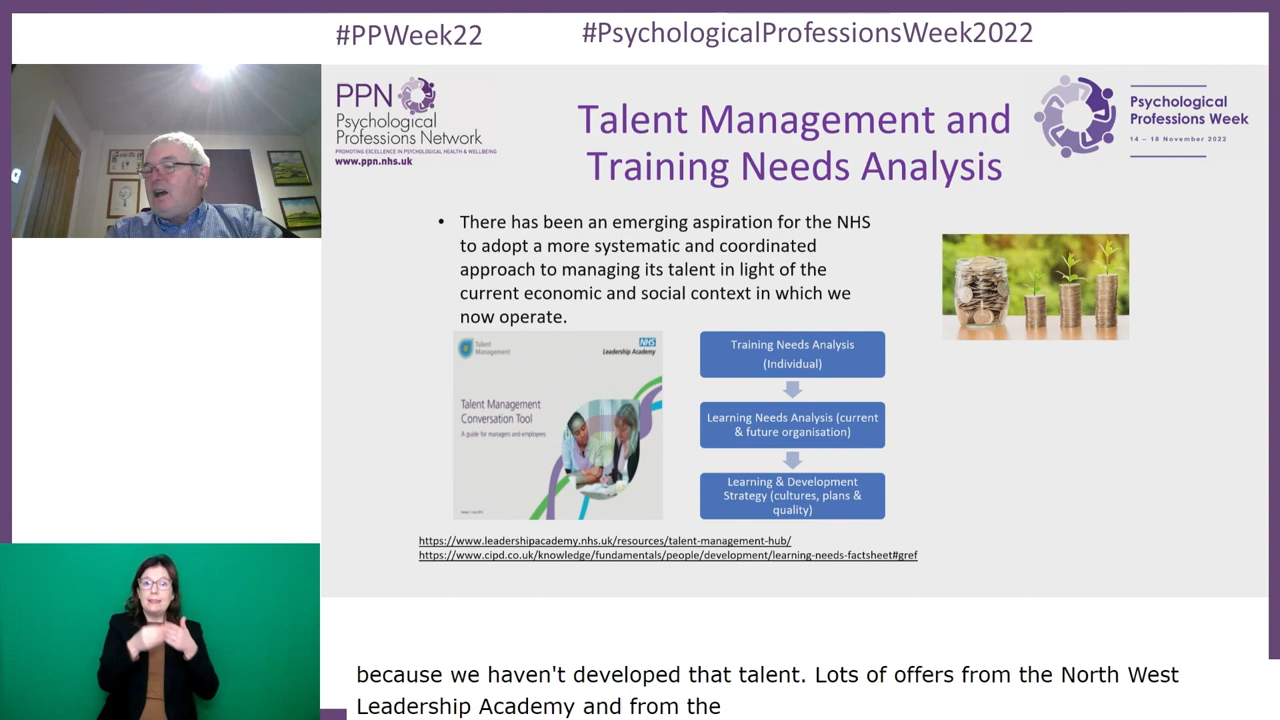 #PPWeek22
#PsychologicalProfessionsWeek2022
PPN
Psychological
Professions Network
PROMOTING EXCELLENCE IN PSYCHOLOGICAL HEALTH & WELLBEING
www.ppn.nhs.uk
Talent Management and
Training Needs Analysis
Psychological
Professions Week
14 – 18 November 2022
• There has been an emerging aspiration for the NHS
to adopt a more systematic and coordinated
approach to managing its talent in light of the
current economic and social context in which we
now operate.
Talent
Management
NHS
Leadership Academy
Talent Management
Conversation Tool
A guide for managers and employees
Training Needs Analysis
(Individual)
Learning Needs Analysis (current
& future organisation)
Learning & Development
Strategy (cultures, plans &
quality)
https://www.leadershipacademy.nhs.uk/resources/talent-management-hub/
https://www.cipd.co.uk/knowledge/fundamentals/people/development/learning-needs-factsheet#gref
because we haven't developed that talent. Lots of offers from the North West
Leadership Academy and from the